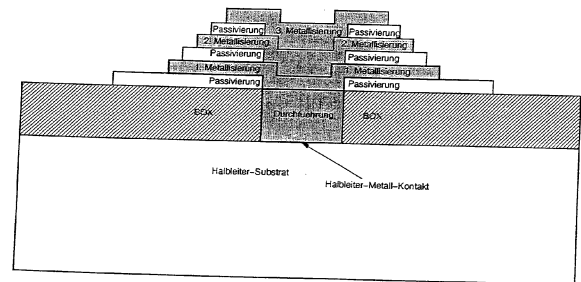 Passivierung 3. Metallisierung Passivierung
2. Metallisierung 2. Metallisierung
Passivierung Passivierung
1. Metallisierung 1. Metallisierung
Passivierung Passivierung
BOX Durchfuehrung BOX
Halbleiter-Substrat
Halbleiter-Metall-Kontakt